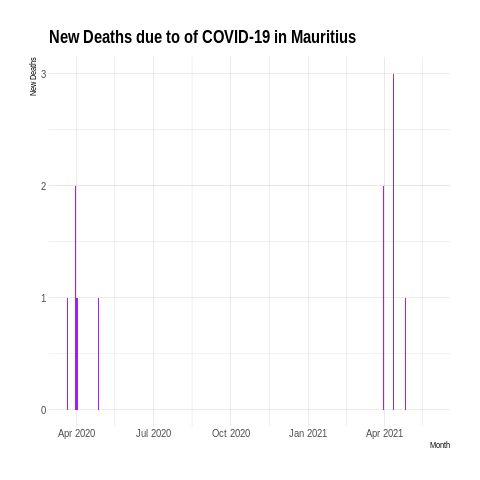 New Deaths due to of COVID-19 in Mauritius
New Deaths
3
2
1
0
Apr 2020 Jul 2020 Oct 2020 Jan 2021 Apr 2021
Month